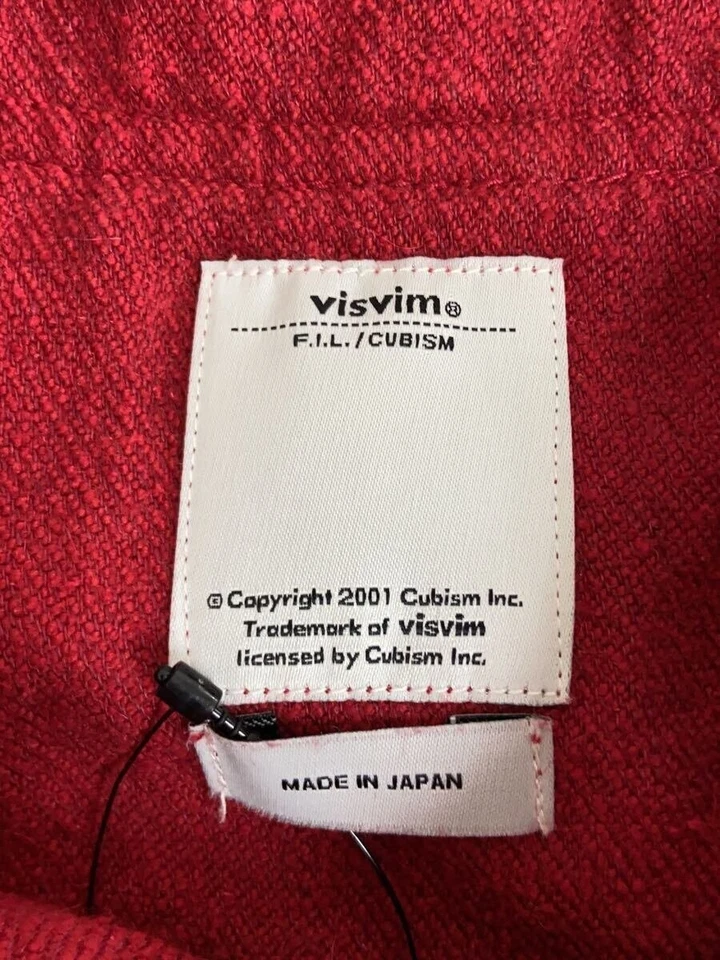 visvim®
F.I.L./CUBISM
© Copyright 2001 Cubism Inc.
Trademark of visvim
licensed by Cubism Inc.
MADE IN JAPAN